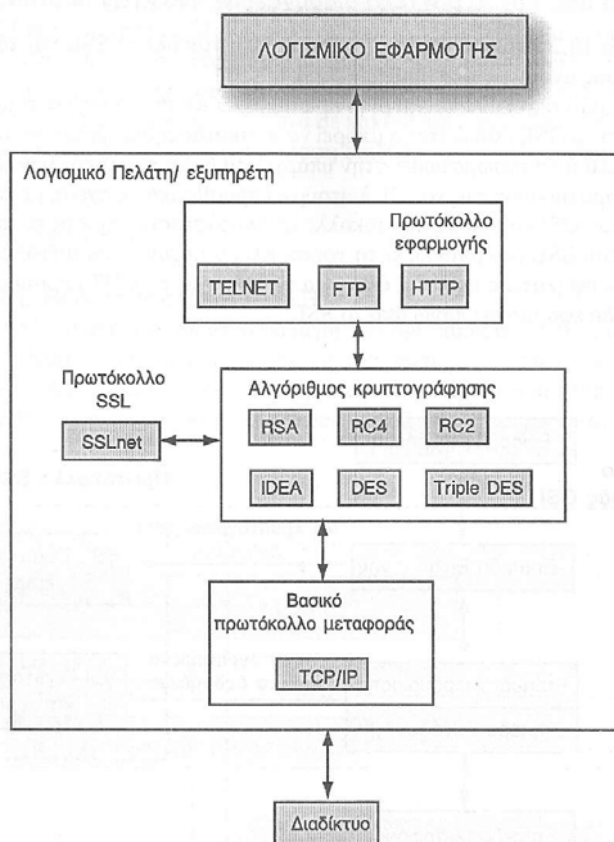 ΛΟΓΙΣΜΙΚΟ ΕΦΑΡΜΟΓΗΣ
Λογισμικό Πελάτη/ εξυπηρέτη
Πρωτόκολλο
εφαρμογής
TELNET
FTP
HTTP
Πρωτόκολλο
SSL
SSLnet
Αλγόριθμος κρυπτογράφησης
RSA
RC4
RC2
IDEA
DES
Triple DES
Βασικό
πρωτόκολλο μεταφοράς
TCP/IP
Διαδίκτυο